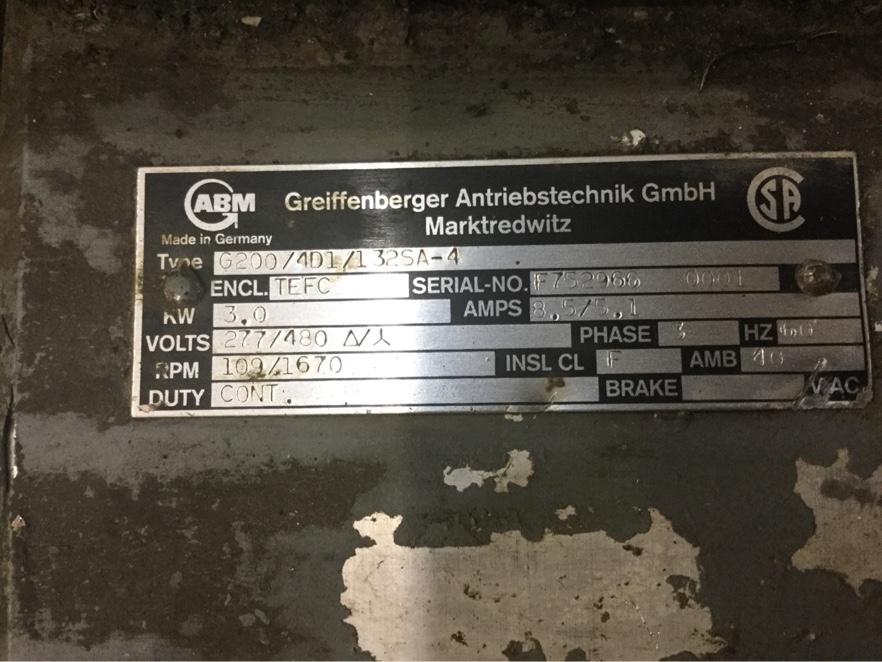 ABM
Greiffenberger Antriebstechnik GmbH
Marktredwitz
Made in Germany
CSA
Type G200/4D1/132SA-4
ENCL. TEFC SERIAL-NO. F752966 0001
KW 3.0 AMPS 8,5/5,1
VOLTS 277/480 Δ/⅄ PHASE 3 HZ 60
RPM 109/1670 INSL CL F AMB 40
DUTY CONT. BRAKE V AC